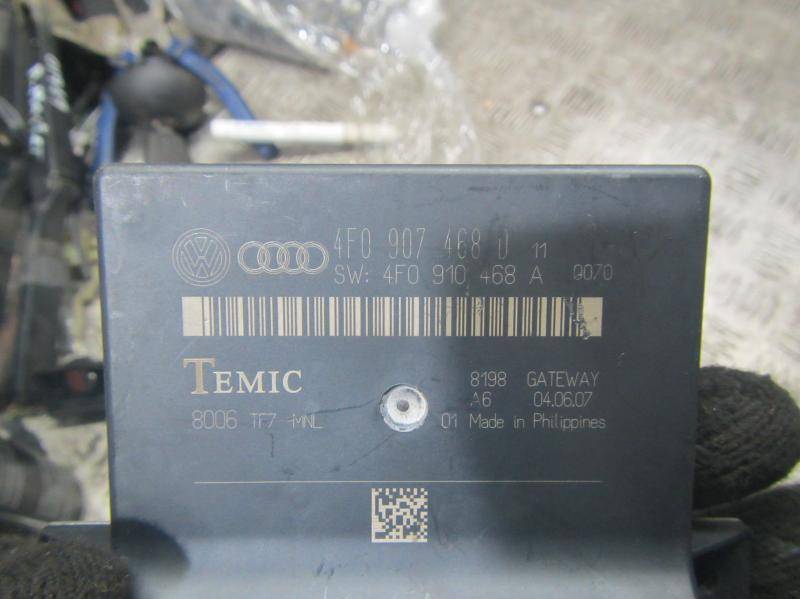 4F0 907 468 D 11
SW: 4F0 910 468 A 0070
TEMIC
8198 GATEWAY
A6 04.06.07
8006 TF7 -MNL
01 Made in Philippines